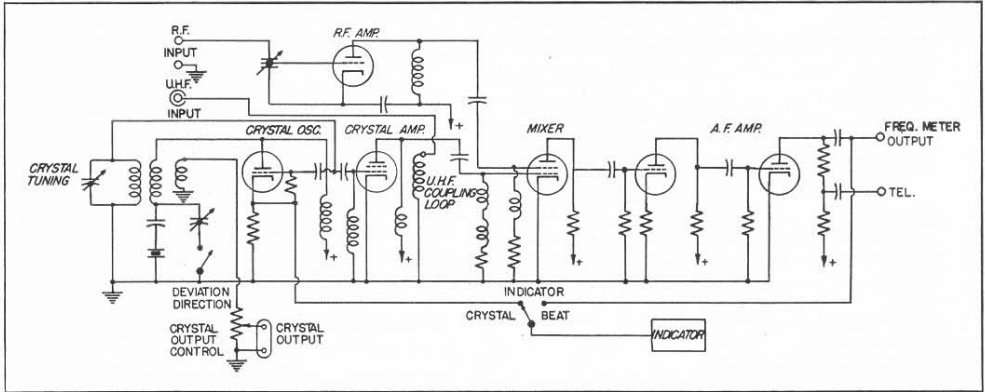 R.F.
INPUT
U.H.F.
INPUT
R.F. AMP.
CRYSTAL OSC.
CRYSTAL AMP.
MIXER
A.F. AMP.
FREQ. METER
OUTPUT
TEL.
CRYSTAL
TUNING
U.H.F.
COUPLING
LOOP
+
+
+
+
+
+
DEVIATION
DIRECTION
CRYSTAL
OUTPUT
CONTROL
CRYSTAL
OUTPUT
INDICATOR
CRYSTAL
BEAT
INDICATOR